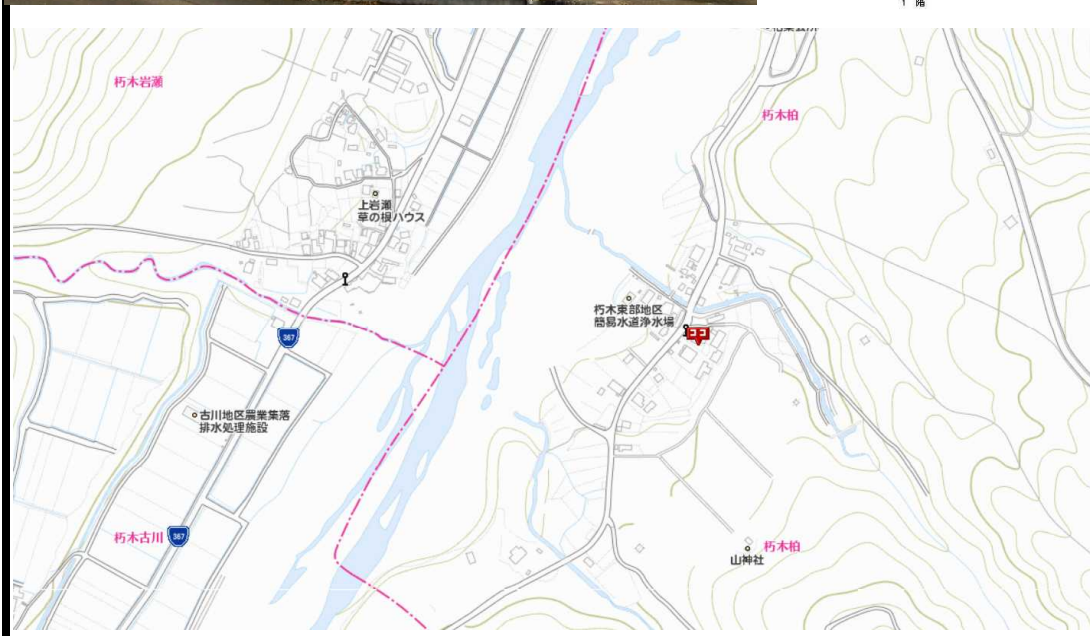 1 階
朽木岩瀬
朽木柏
上岩瀬
草の根ハウス
朽木東部地区
簡易水道浄水場
ココ
367
古川地区農業集落
排水処理施設
朽木古川
367
朽木柏
山神社